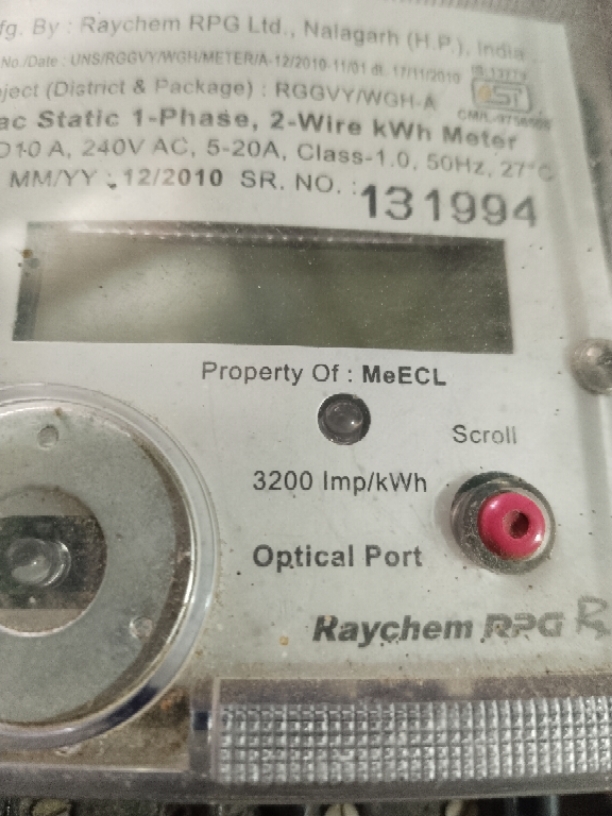 fg. By : Raychem RPG Ltd., Nalagarh (H.P.), India
No./Date : UNS/RGGVY/WGH/METER/A-12/2010-11/01 dt. 17/11/2010
ject (District & Package) : RGGVY/WGH-A
ac Static 1-Phase, 2-Wire kWh Meter
10 A, 240V AC, 5-20A, Class-1.0, 50Hz, 27°C
MM/YY : 12/2010 SR. NO. : 131994
Property Of : MeECL
Scroll
3200 Imp/kWh
Optical Port
Raychem RPG